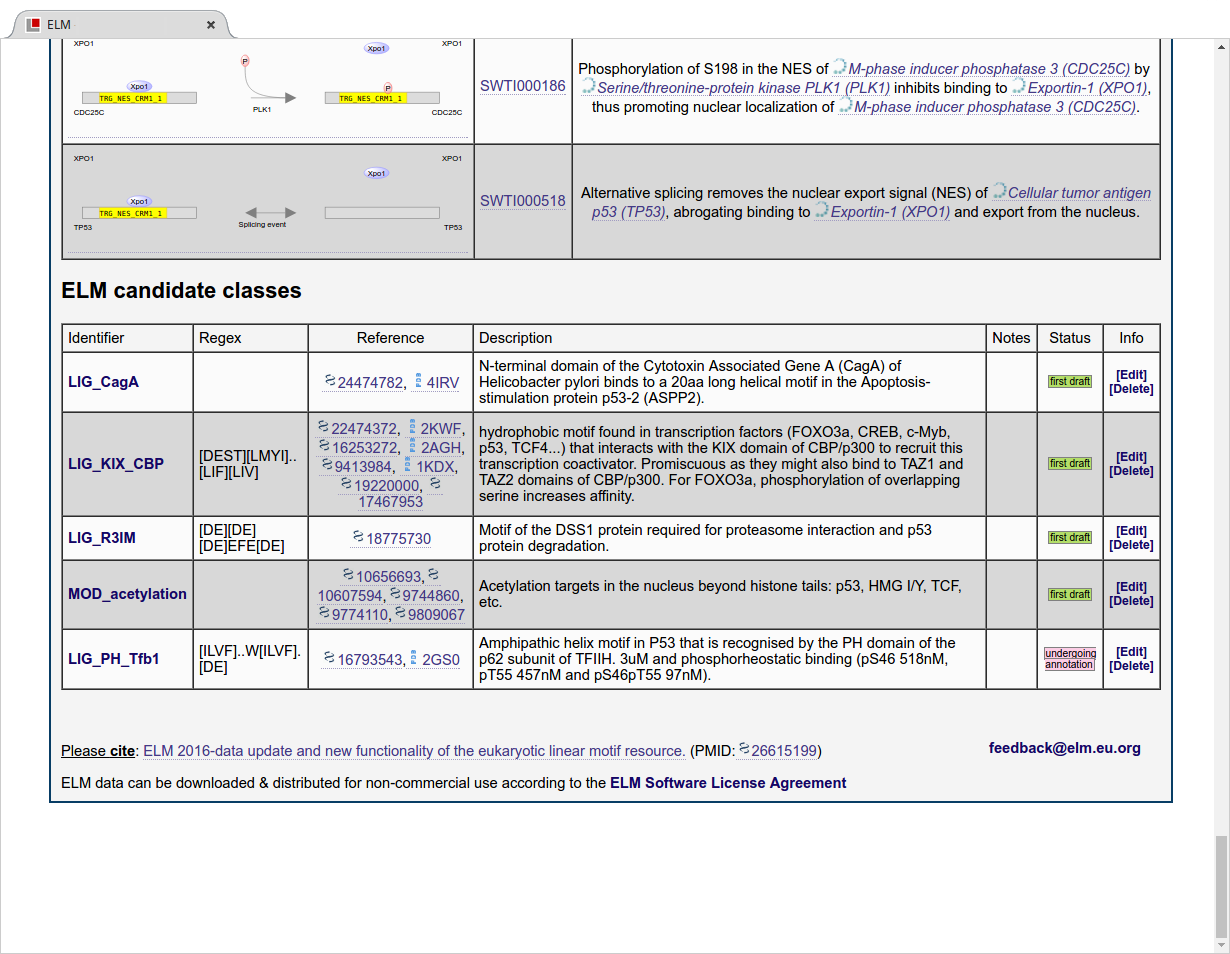 ELM
XPO1
XPO1
Xpo1
P
Xpo1
P
TRG_NES_CRM1_1
TRG_NES_CRM1_1
PLK1
CDC25C
CDC25C
SWTI000186
Phosphorylation of S198 in the NES of M-phase inducer phosphatase 3 (CDC25C) by
Serine/threonine-protein kinase PLK1 (PLK1) inhibits binding to Exportin-1 (XPO1),
thus promoting nuclear localization of M-phase inducer phosphatase 3 (CDC25C).
XPO1
XPO1
Xpo1
Xpo1
TRG_NES_CRM1_1
Splicing event
TP53
TP53
SWTI000518
Alternative splicing removes the nuclear export signal (NES) of Cellular tumor antigen
p53 (TP53), abrogating binding to Exportin-1 (XPO1) and export from the nucleus.
ELM candidate classes
Identifier Regex Reference Description Notes Status Info
LIG_CagA
24474782, 4IRV
N-terminal domain of the Cytotoxin Associated Gene A (CagA) of
Helicobacter pylori binds to a 20aa long helical motif in the Apoptosis-
stimulation protein p53-2 (ASPP2).
first draft
[Edit]
[Delete]
LIG_KIX_CBP
[DEST][LMYI]..
[LIF][LIV]
22474372, 2KWF,
16253272, 2AGH,
9413984, 1KDX,
19220000,
17467953
hydrophobic motif found in transcription factors (FOXO3a, CREB, c-Myb,
p53, TCF4...) that interacts with the KIX domain of CBP/p300 to recruit this
transcription coactivator. Promiscuous as they might also bind to TAZ1 and
TAZ2 domains of CBP/p300. For FOXO3a, phosphorylation of overlapping
serine increases affinity.
first draft
[Edit]
[Delete]
LIG_R3IM
[DE][DE]
[DE]EFE[DE]
18775730
Motif of the DSS1 protein required for proteasome interaction and p53
protein degradation.
first draft
[Edit]
[Delete]
MOD_acetylation
10656693,
10607594, 9744860,
9774110, 9809067
Acetylation targets in the nucleus beyond histone tails: p53, HMG I/Y, TCF,
etc.
first draft
[Edit]
[Delete]
LIG_PH_Tfb1
[ILVF]..W[ILVF].
[DE]
16793543, 2GS0
Amphipathic helix motif in P53 that is recognised by the PH domain of the
p62 subunit of TFIIH. 3uM and phosphorheostatic binding (pS46 518nM,
pT55 457nM and pS46pT55 97nM).
undergoing
annotation
[Edit]
[Delete]
Please cite: ELM 2016-data update and new functionality of the eukaryotic linear motif resource. (PMID: 26615199)
feedback@elm.eu.org
ELM data can be downloaded & distributed for non-commercial use according to the ELM Software License Agreement